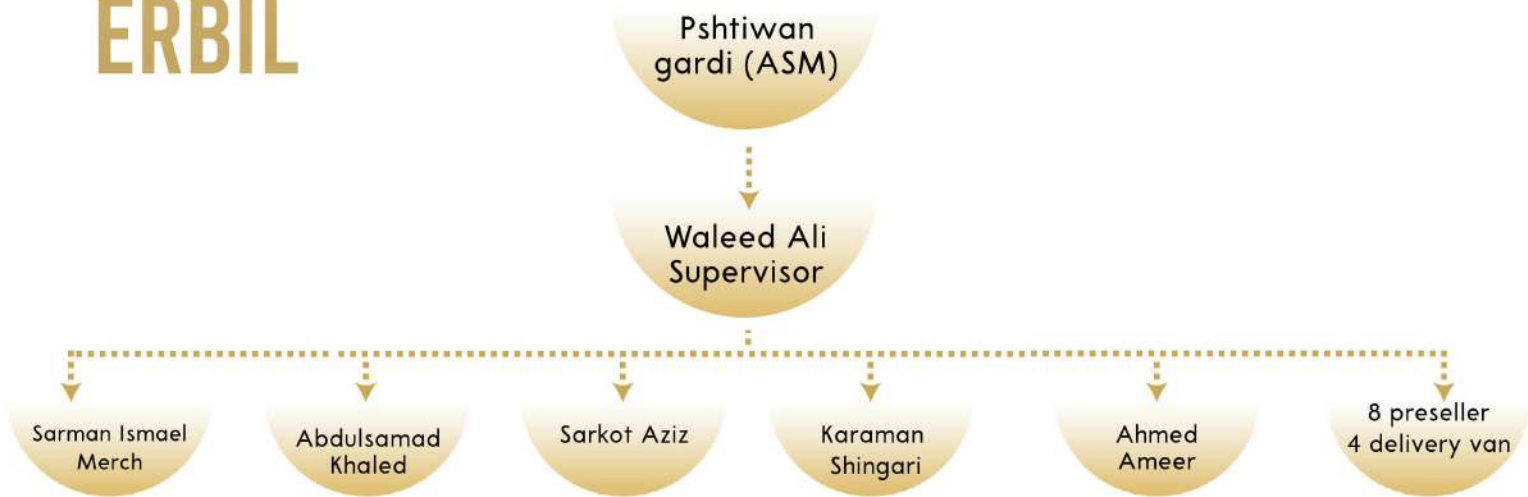 ERBIL
Pshtiwan
gardi (ASM)
Waleed Ali
Supervisor
Sarman Ismael
Merch
Abdulsamad
Khaled
Sarkot Aziz
Karaman
Shingari
Ahmed
Ameer
8 preseller
4 delivery van